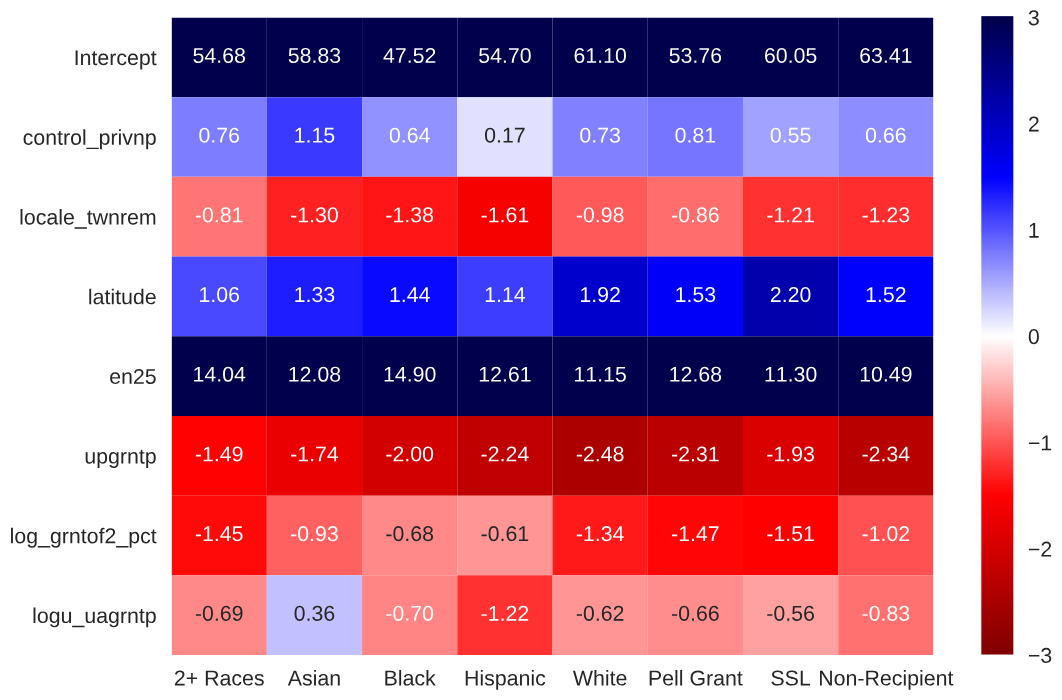 Intercept 54.68 58.83 47.52 54.70 61.10 53.76 60.05 63.41
control_privnp 0.76 1.15 0.64 0.17 0.73 0.81 0.55 0.66
locale_twnrem -0.81 -1.30 -1.38 -1.61 -0.98 -0.86 -1.21 -1.23
latitude 1.06 1.33 1.44 1.14 1.92 1.53 2.20 1.52
en25 14.04 12.08 14.90 12.61 11.15 12.68 11.30 10.49
upgrntp -1.49 -1.74 -2.00 -2.24 -2.48 -2.31 -1.93 -2.34
log_grntof2_pct -1.45 -0.93 -0.68 -0.61 -1.34 -1.47 -1.51 -1.02
logu_uagrntp -0.69 0.36 -0.70 -1.22 -0.62 -0.66 -0.56 -0.83
2+ Races Asian Black Hispanic White Pell Grant SSL Non-Recipient
3
2
1
0
−1
−2
−3